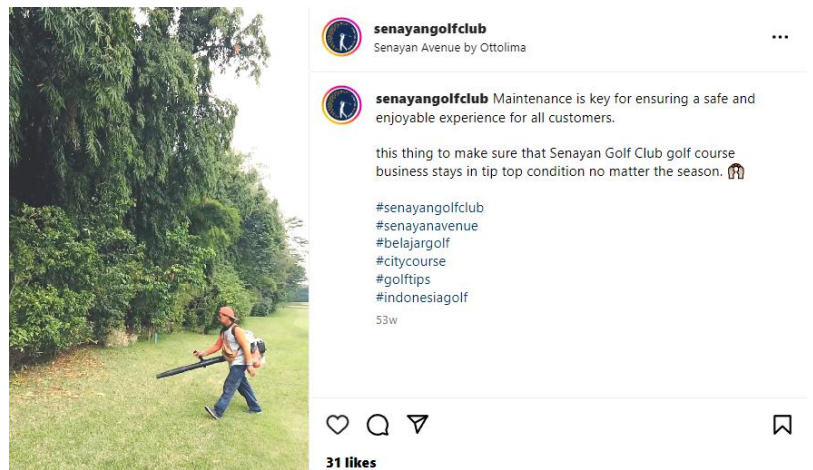 senayangolfclub
Senayan Avenue by Ottolima
senayangolfclub Maintenance is key for ensuring a safe and
enjoyable experience for all customers.
this thing to make sure that Senayan Golf Club golf course
business stays in tip top condition no matter the season.
#senayangolfclub
#senayanavenue
#belajargolf
#citycourse
#golftips
#indonesiagolf
53w
31 likes